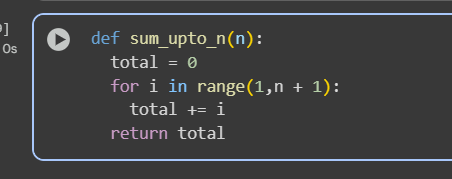 ]
0s
def sum_upto_n(n):
  total = 0
  for i in range(1,n + 1):
    total += i
  return total